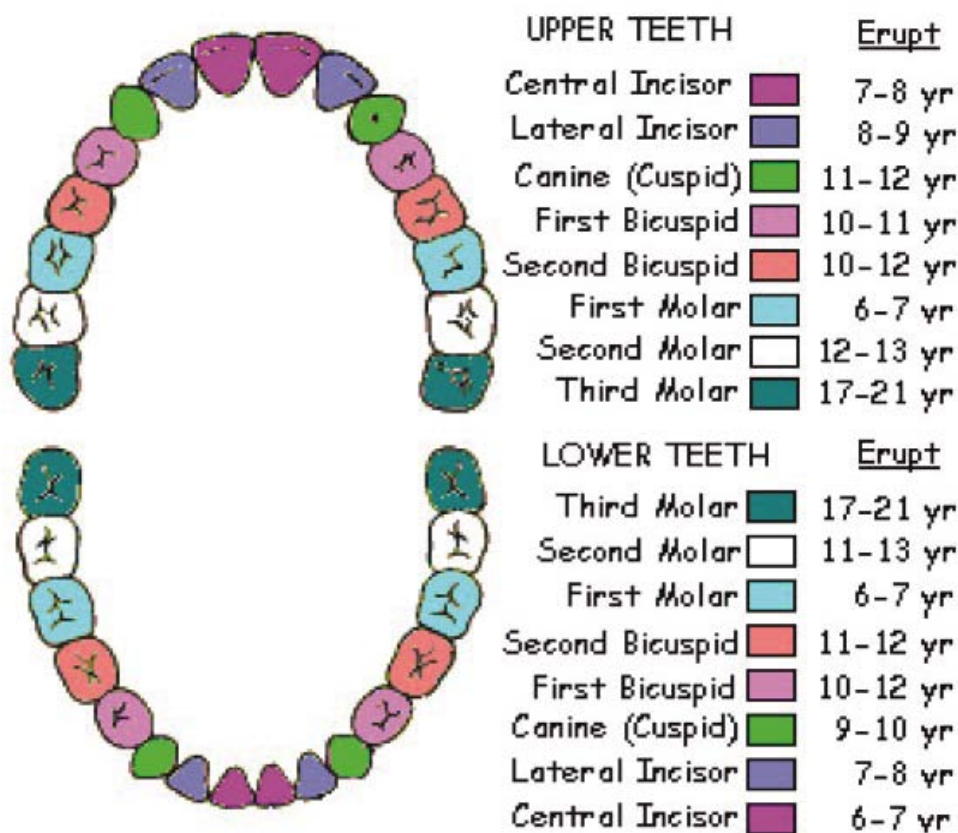 UPPER TEETH Erupt
Central Incisor 7-8 yr
Lateral Incisor 8-9 yr
Canine (Cuspid) 11-12 yr
First Bicuspid 10-11 yr
Second Bicuspid 10-12 yr
First Molar 6-7 yr
Second Molar 12-13 yr
Third Molar 17-21 yr
LOWER TEETH Erupt
Third Molar 17-21 yr
Second Molar 11-13 yr
First Molar 6-7 yr
Second Bicuspid 11-12 yr
First Bicuspid 10-12 yr
Canine (Cuspid) 9-10 yr
Lateral Incisor 7-8 yr
Central Incisor 6-7 yr